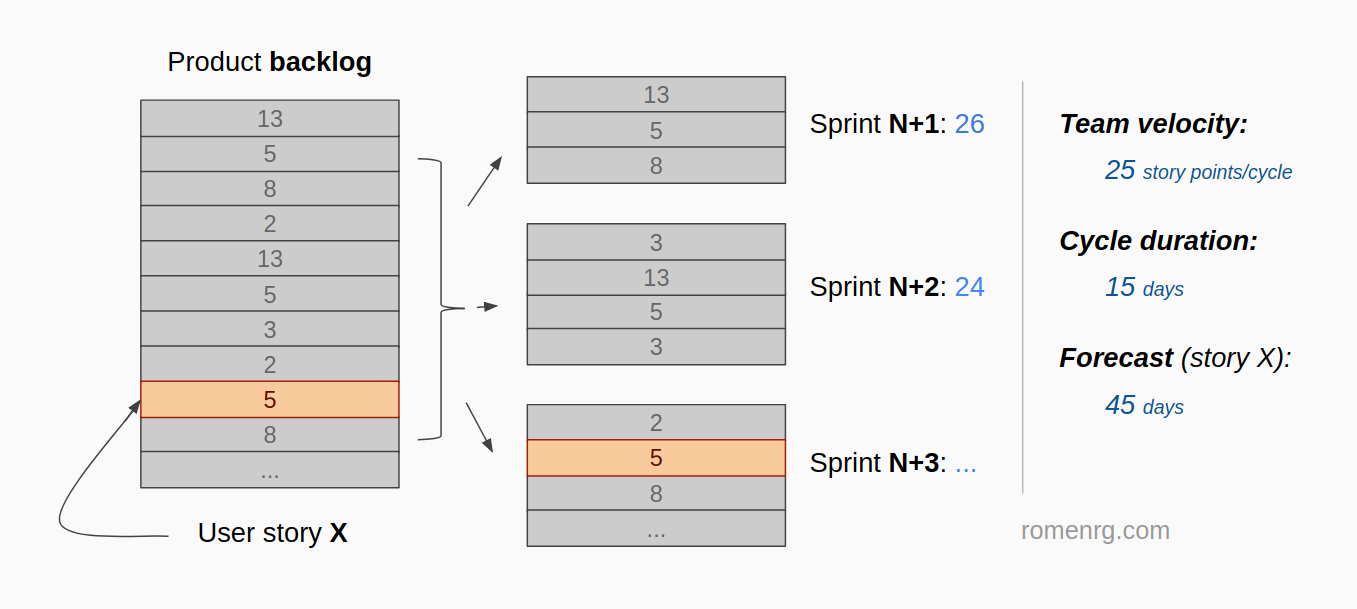 Product backlog
13
5
8
2
13
5
3
2
5
8
...
User story X
13
5
8
Sprint N+1: 26
3
13
5
3
Sprint N+2: 24
2
5
8
...
Sprint N+3: ...
Team velocity:
25 story points/cycle
Cycle duration:
15 days
Forecast (story X):
45 days
romenrg.com